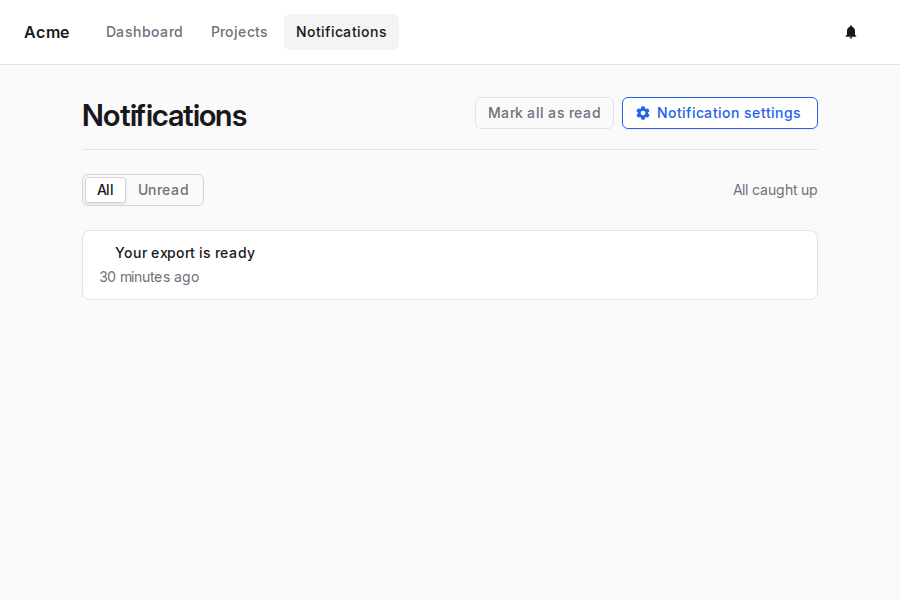 Acme Dashboard Projects Notifications
Notifications
Mark all as read Notification settings
All Unread
All caught up
Your export is ready
30 minutes ago